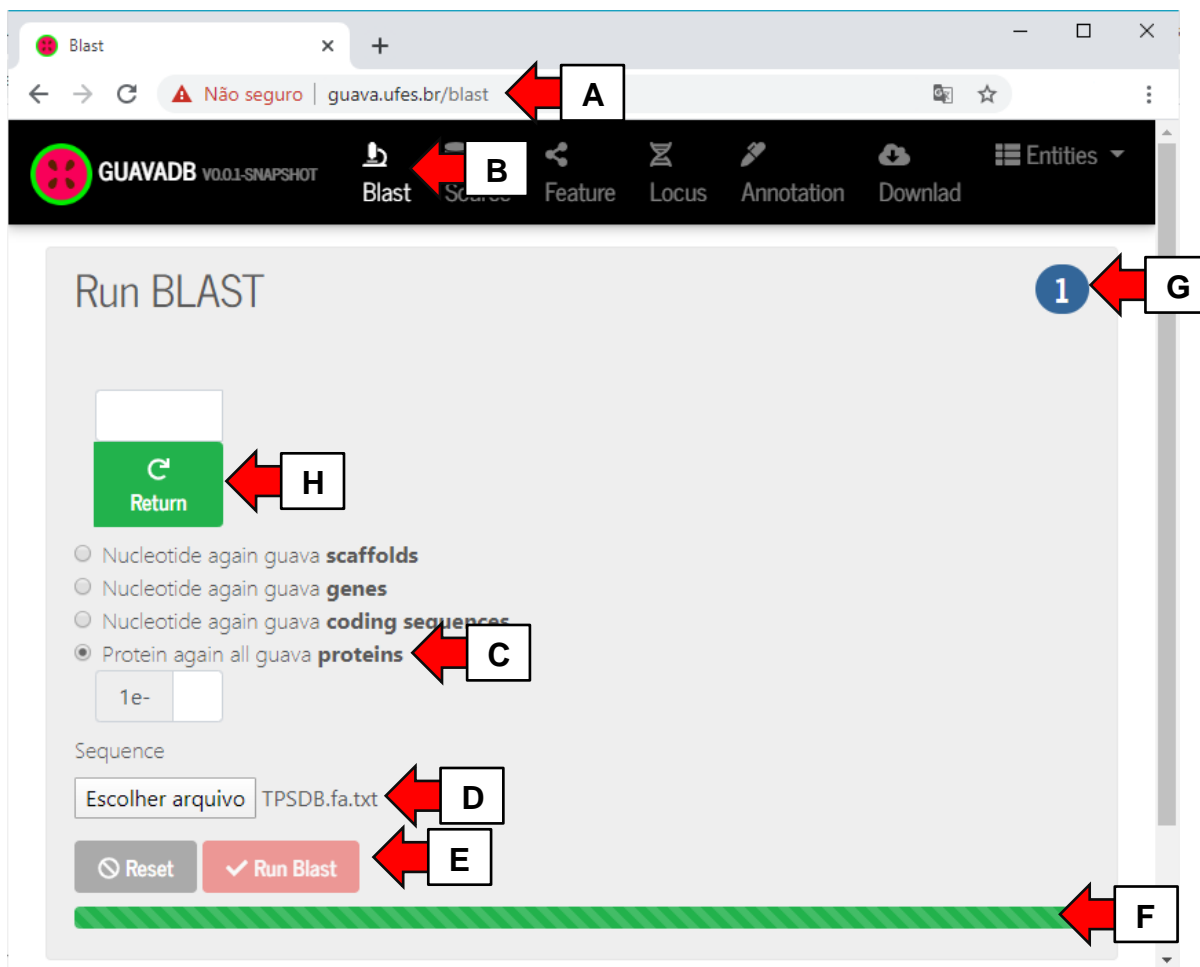 Blast
Não seguro | guava.ufes.br/blast
A
GUAVADB V0.0.1-SNAPSHOT
Blast
B
Source
Feature
Locus
Annotation
Downlad
Entities
Run BLAST
1
G
Return
H
Nucleotide again guava scaffolds
Nucleotide again guava genes
Nucleotide again guava coding sequences
Protein again all guava proteins
C
1e-
Sequence
Escolher arquivo TPSDB.fa.txt
D
Reset
Run Blast
E
F